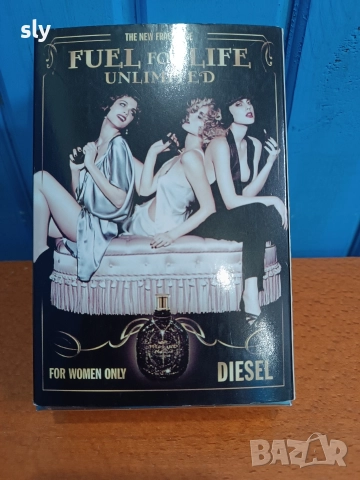 sly
THE NEW FRAGRANCE
FUEL FOR LIFE
UNLIMITED
FOR WOMEN ONLY
DIESEL
BAZAR